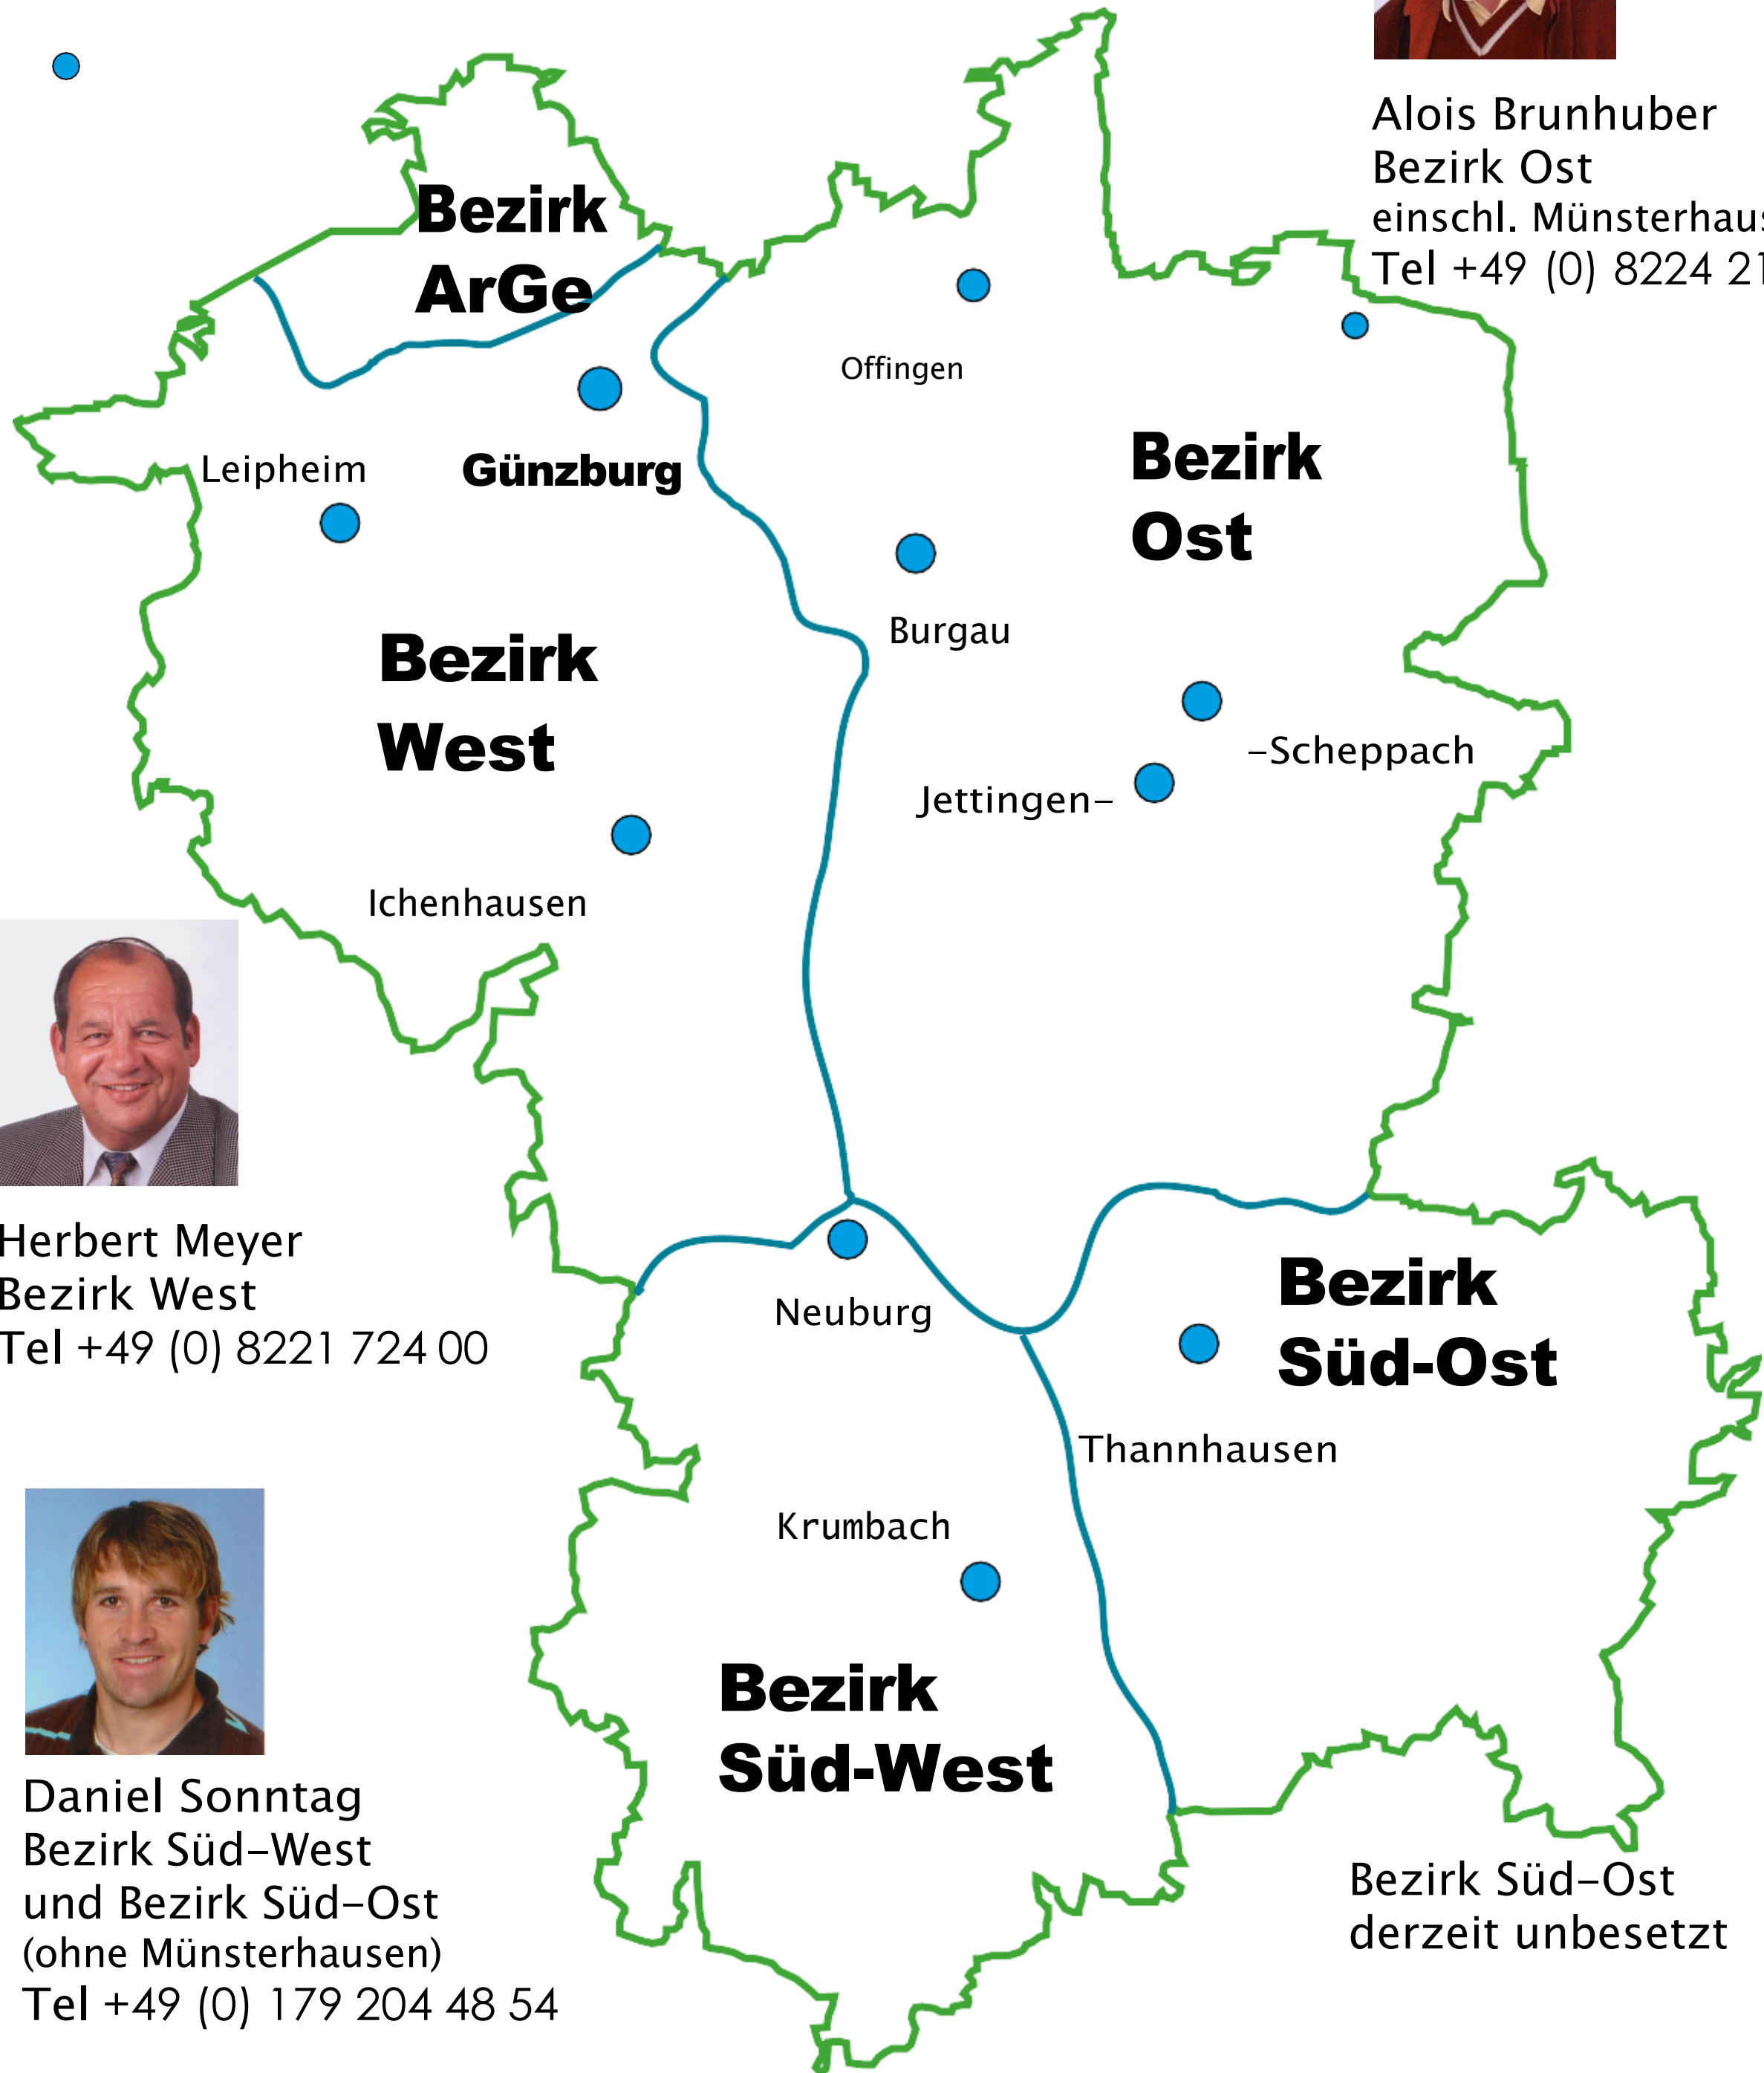 Alois Brunhuber
Bezirk Ost
einschl.
Tel +49 (0) 8224
Bezirk
ArGe
Offingen
Leipheim
Günzburg
Bezirk
Ost
Burgau
Bezirk
West
-Scheppach
Jettingen-
Ichenhausen
Herbert Meyer
Bezirk West
Tel +49 (0) 8221 724 00
Neuburg
Bezirk
Süd-Ost
Thannhausen
Krumbach
Bezirk
Süd-West
Daniel Sonntag
Bezirk Süd-West
und Bezirk Süd-Ost
(ohne Münsterhausen)
Tel +49 (0) 179 204 48 54
Bezirk Süd-Ost
derzeit unbesetzt